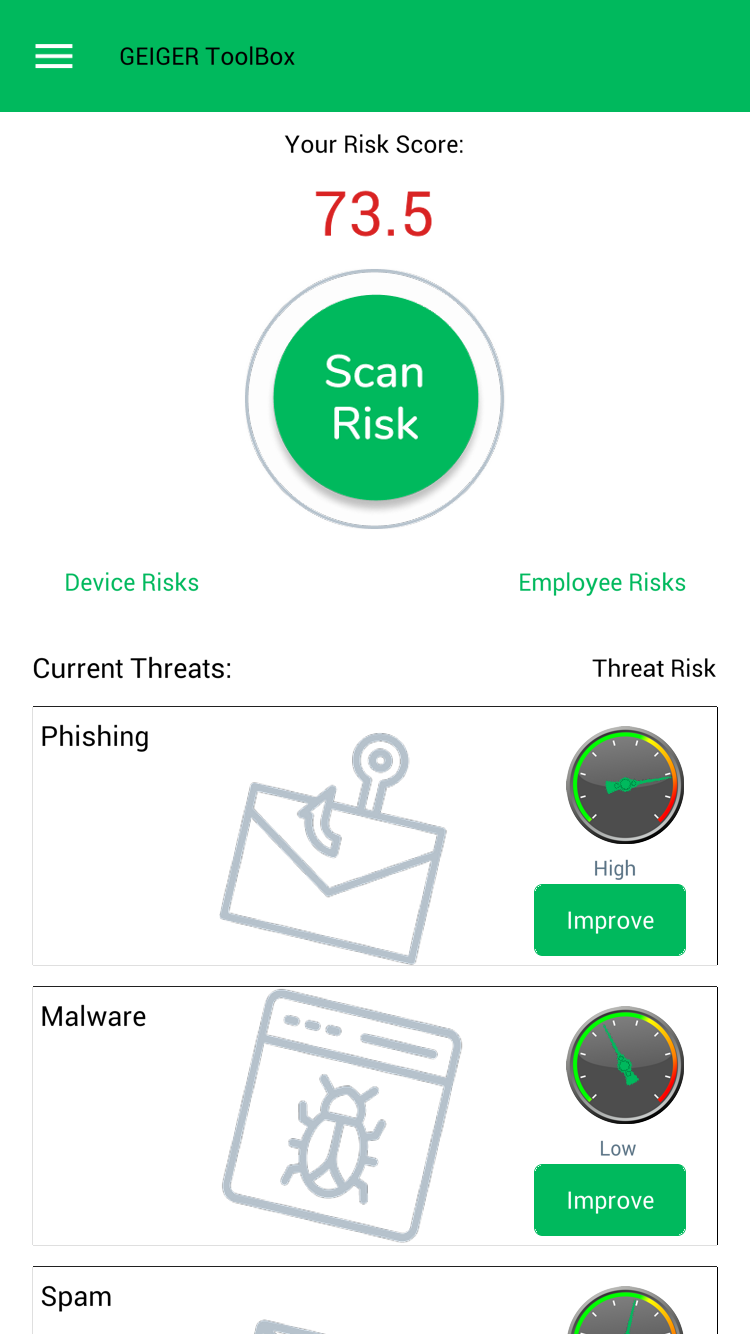 GEIGER ToolBox
Your Risk Score:
73.5
Scan
Risk
Device Risks
Employee Risks
Current Threats:
Threat Risk
Phishing
High
Improve
Malware
Low
Improve
Spam